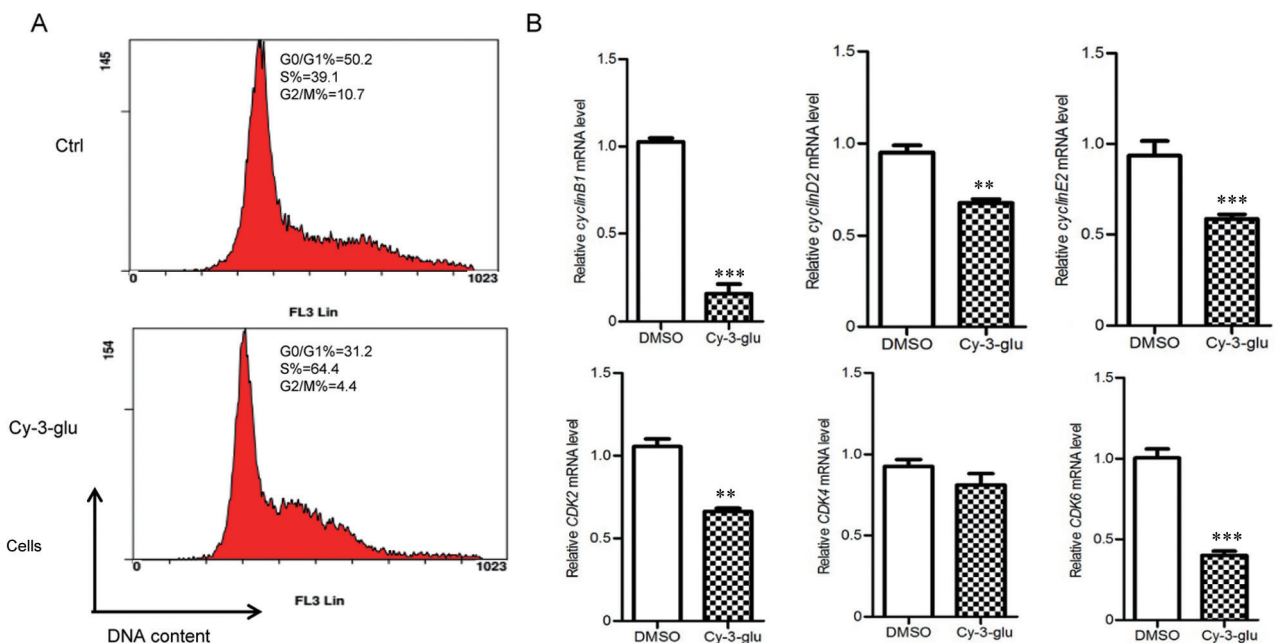 A
145
G0/G1%=50.2
S%=39.1
G2/M%=10.7
Ctrl
0
1023
FL3 Lin
154
G0/G1%=31.2
S%=64.4
G2/M%=4.4
Cy-3-glu
Cells
0
1023
FL3 Lin
DNA content
B
Relative cyclinB1 mRNA level
1.5
1.0
0.5
0
***
DMSO Cy-3-glu
Relative cyclinD2 mRNA level
1.5
1.0
0.5
0
**
DMSO Cy-3-glu
Relative cyclinE2 mRNA level
1.5
1.0
0.5
0
***
DMSO Cy-3-glu
Relative CDK2 mRNA level
1.5
1.0
0.5
0
**
DMSO Cy-3-glu
Relative CDK4 mRNA level
1.5
1.0
0.5
0
DMSO Cy-3-glu
Relative CDK6 mRNA level
1.5
1.0
0.5
0
***
DMSO Cy-3-glu